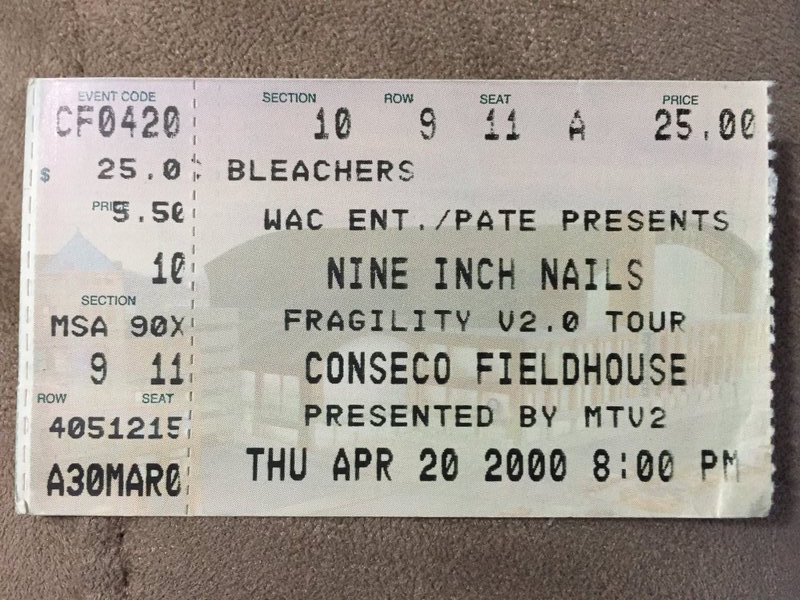 EVENT CODE
CF0420
$ 25.0
PRICE 5.50
10
SECTION
MSA 90X
9 11
ROW SEAT
4051215
A30MAR0
SECTION ROW SEAT PRICE
10 9 11 A 25.00
BLEACHERS
WAC ENT./PATE PRESENTS
NINE INCH NAILS
FRAGILITY V2.0 TOUR
CONSECO FIELDHOUSE
PRESENTED BY MTV2
THU APR 20 2000 8:00 PM